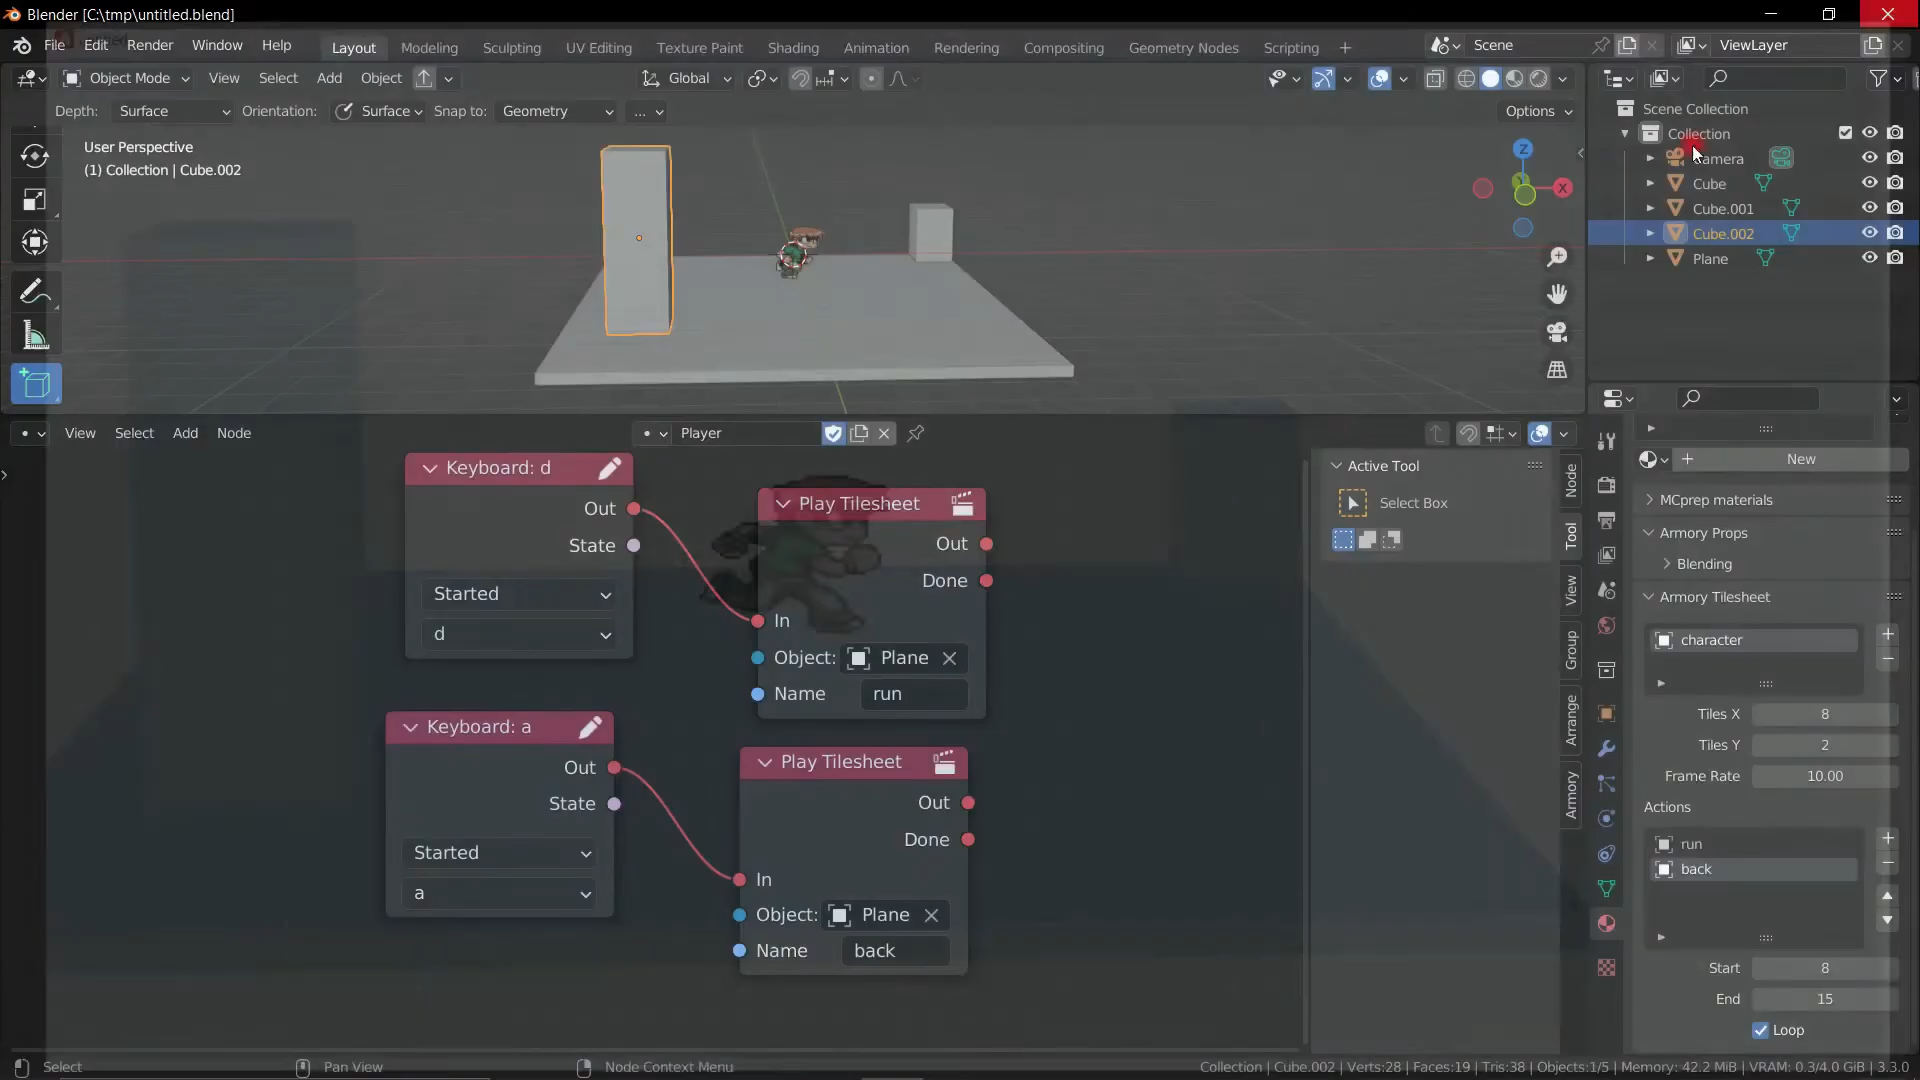 Blender [C:\tmp\untitled.blend]
File Edit Render Window Help
Layout Modeling Sculpting UV Editing Texture Paint Shading Animation Rendering Compositing Geometry Nodes Scripting +
Scene
ViewLayer
Object Mode View Select Add Object
Global
Depth: Surface Orientation: Surface Snap to: Geometry ...
Options
User Perspective
(1) Collection | Cube.002
Z
X
Scene Collection
Collection
Camera
Cube
Cube.001
Cube.002
Plane
View Select Add Node
Player
Keyboard: d
Out
State
Started
d
Play Tilesheet
Out
Done
In
Object: Plane
Name run
Keyboard: a
Out
State
Started
a
Play Tilesheet
Out
Done
In
Object: Plane
Name back
Active Tool
Select Box
Node
Tool
View
Group
Arrange
Armory
New
MCprep materials
Armory Props
Blending
Armory Tilesheet
character
Tiles X 8
Tiles Y 2
Frame Rate 10.00
Actions
run
back
Start 8
End 15
Loop
Select
Pan View
Node Context Menu
Collection | Cube.002 | Verts:28 | Faces:19 | Tris:38 | Objects:1/5 | Memory: 42.2 MiB | VRAM: 0.3/4.0 GiB | 3.3.0